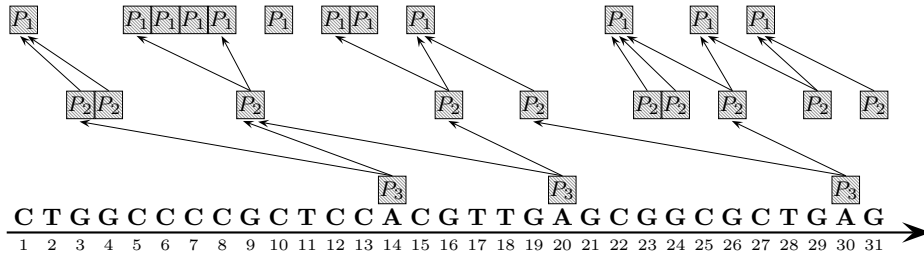 P₁ P₁ P₁ P₁ P₁ P₁ P₁ P₁ P₁ P₁ P₁ P₁
P₂ P₂ P₂ P₂ P₂ P₂ P₂ P₂ P₂ P₂
P₃ P₃ P₃
C T G G C C C C G C T C C A C G T T G A G C G G C G C T G A G
1 2 3 4 5 6 7 8 9 10 11 12 13 14 15 16 17 18 19 20 21 22 23 24 25 26 27 28 29 30 31